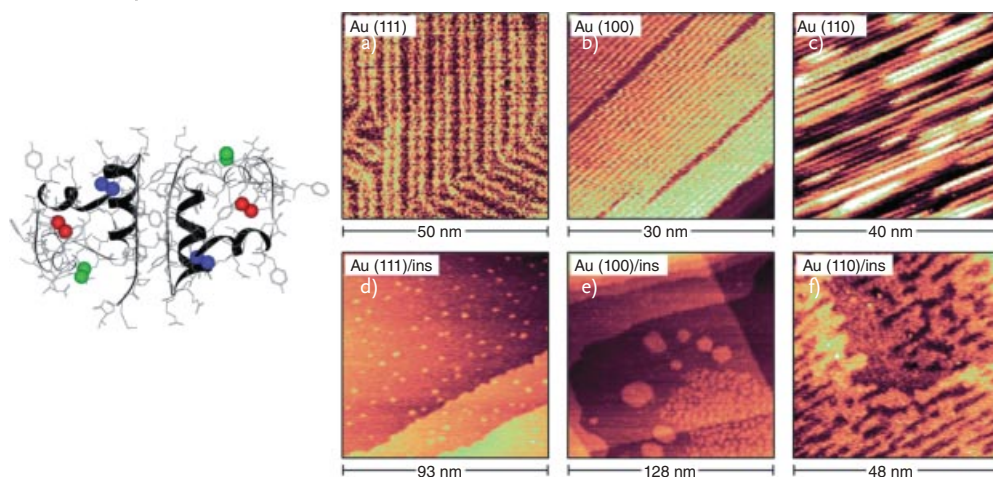 Au (111)
a)
Au (100)
b)
Au (110)
c)
50 nm
30 nm
40 nm
Au (111)/ins
d)
Au (100)/ins
e)
Au (110)/ins
f)
93 nm
128 nm
48 nm